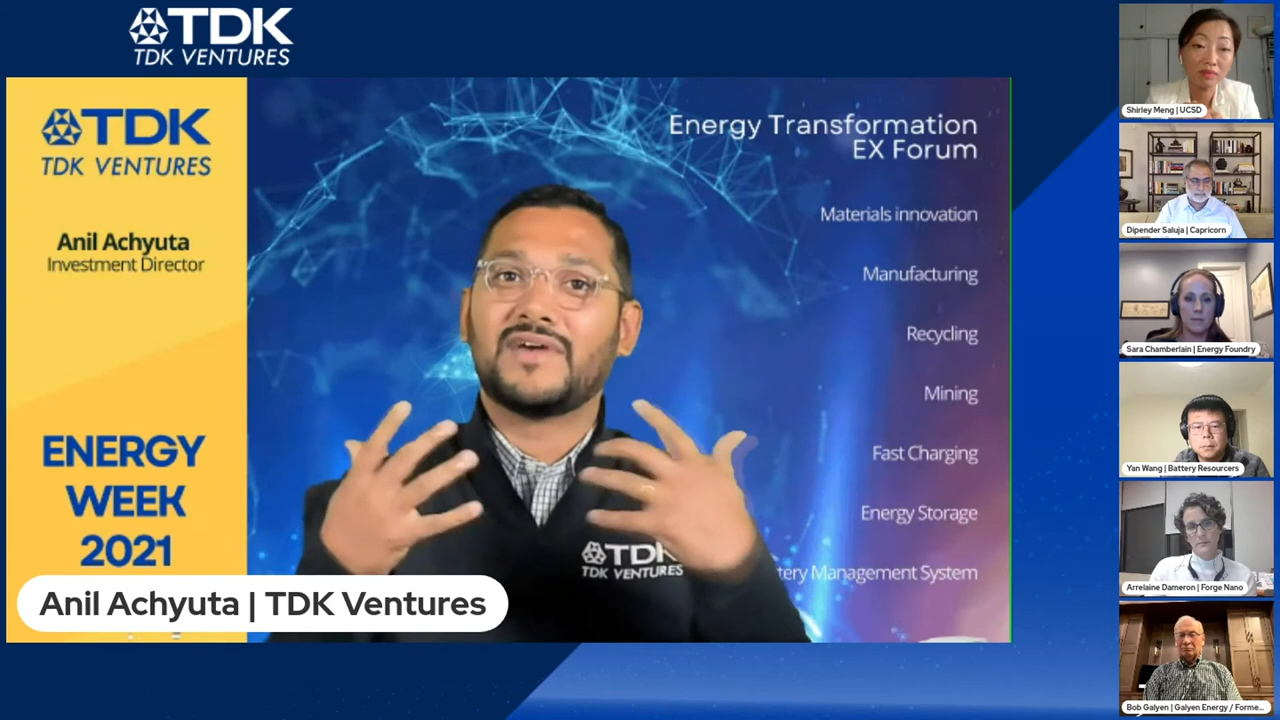 TDK
TDK VENTURES
TDK
TDK VENTURES
Anil Achyuta
Investment Director
ENERGY
WEEK
2021
Energy Transformation
EX Forum
Materials innovation
Manufacturing
Recycling
Mining
Fast Charging
Energy Storage
tery Management System
TDK
TDK VENTURES
Anil Achyuta | TDK Ventures
Shirley Meng | UCSD
Dipender Saluja | Capricorn
Sara Chamberlain | Energy Foundry
Yan Wang | Battery Resourcers
Arrelaine Dameron | Forge Nano
Bob Galyen | Galyen Energy / Forme...